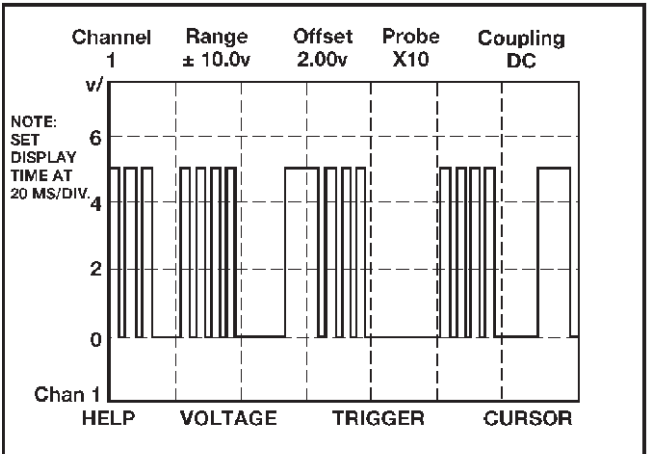 Channel Range Offset Probe Coupling
1 ± 10.0v 2.00v X10 DC
v/
NOTE:
SET
DISPLAY
TIME AT
20 MS/DIV.
6
4
2
0
Chan 1
HELP VOLTAGE TRIGGER CURSOR